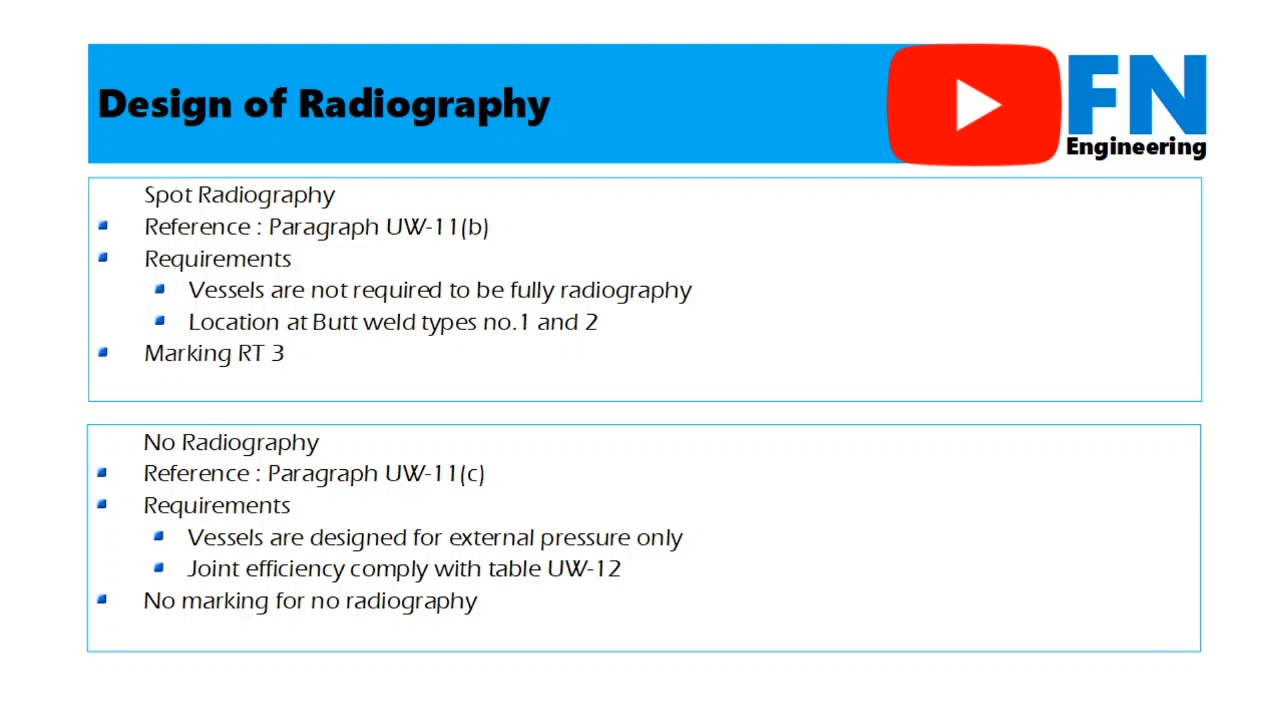 Design of Radiography
FN
Engineering
Spot Radiography
Reference : Paragraph UW-11(b)
Requirements
Vessels are not required to be fully radiography
Location at Butt weld types no.1 and 2
Marking RT 3
No Radiography
Reference : Paragraph UW-11(c)
Requirements
Vessels are designed for external pressure only
Joint efficiency comply with table UW-12
No marking for no radiography